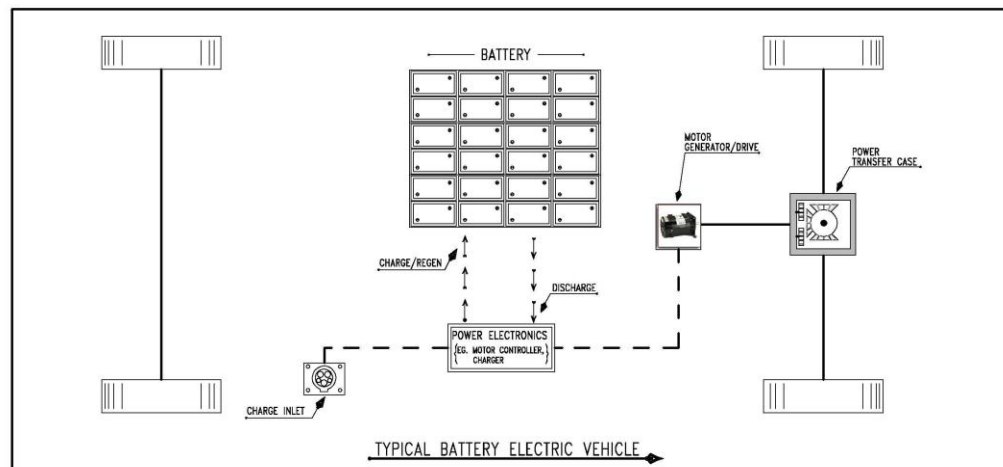 BATTERY
MOTOR
GENERATOR/DRIVE
POWER
TRANSFER CASE
CHARGE/REGEN
DISCHARGE
POWER ELECTRONICS
(EG. MOTOR CONTROLLER,
CHARGER)
CHARGE INLET
TYPICAL BATTERY ELECTRIC VEHICLE